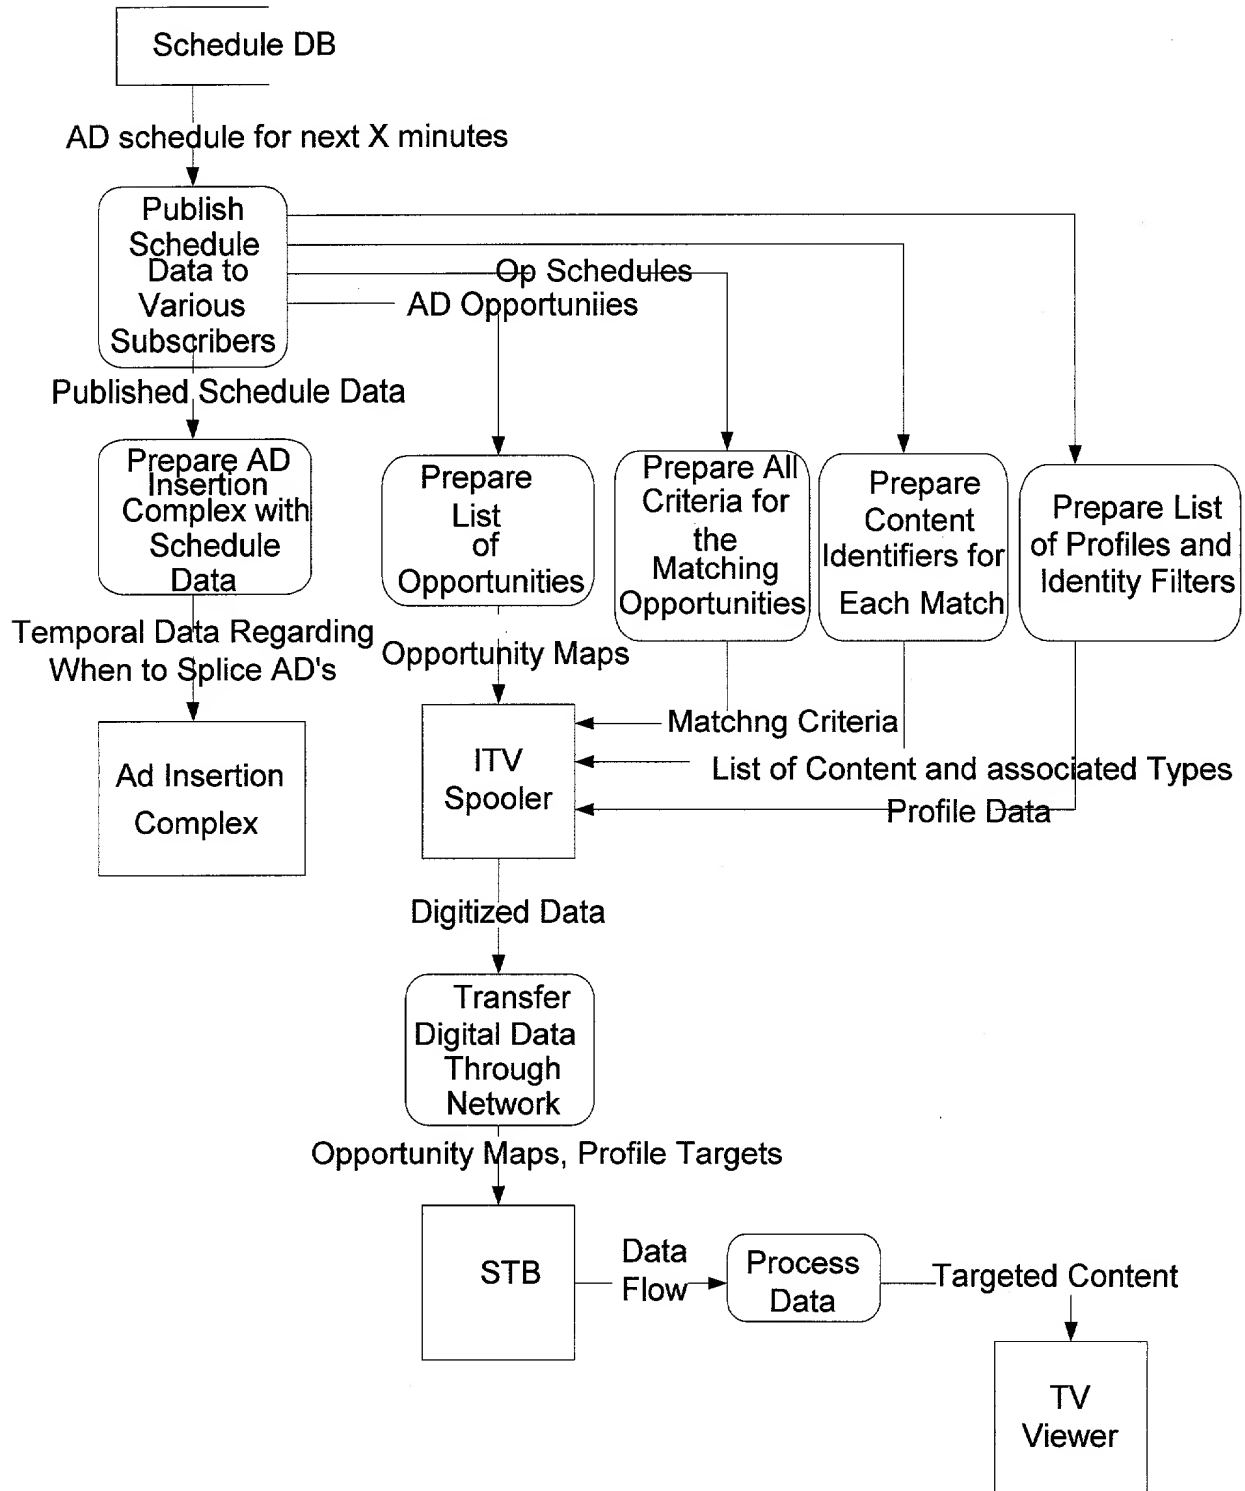 Schedule DB
AD schedule for next X minutes
Publish
Schedule
Data to
Various
Subscribers
Op Schedules
AD Opportuniies
Published Schedule Data
Prepare AD
Insertion
Complex with
Schedule
Data
Prepare
List
of
Opportunities
Prepare All
Criteria for
the
Matching
Opportunities
Prepare
Content
Identifiers for
Each Match
Prepare List
of Profiles and
Identity Filters
Temporal Data Regarding
When to Splice AD's
Opportunity Maps
Matchng Criteria
List of Content and associated Types
Profile Data
Ad Insertion
Complex
ITV
Spooler
Digitized Data
Transfer
Digital Data
Through
Network
Opportunity Maps, Profile Targets
STB
Data
Flow
Process
Data
Targeted Content
TV
Viewer